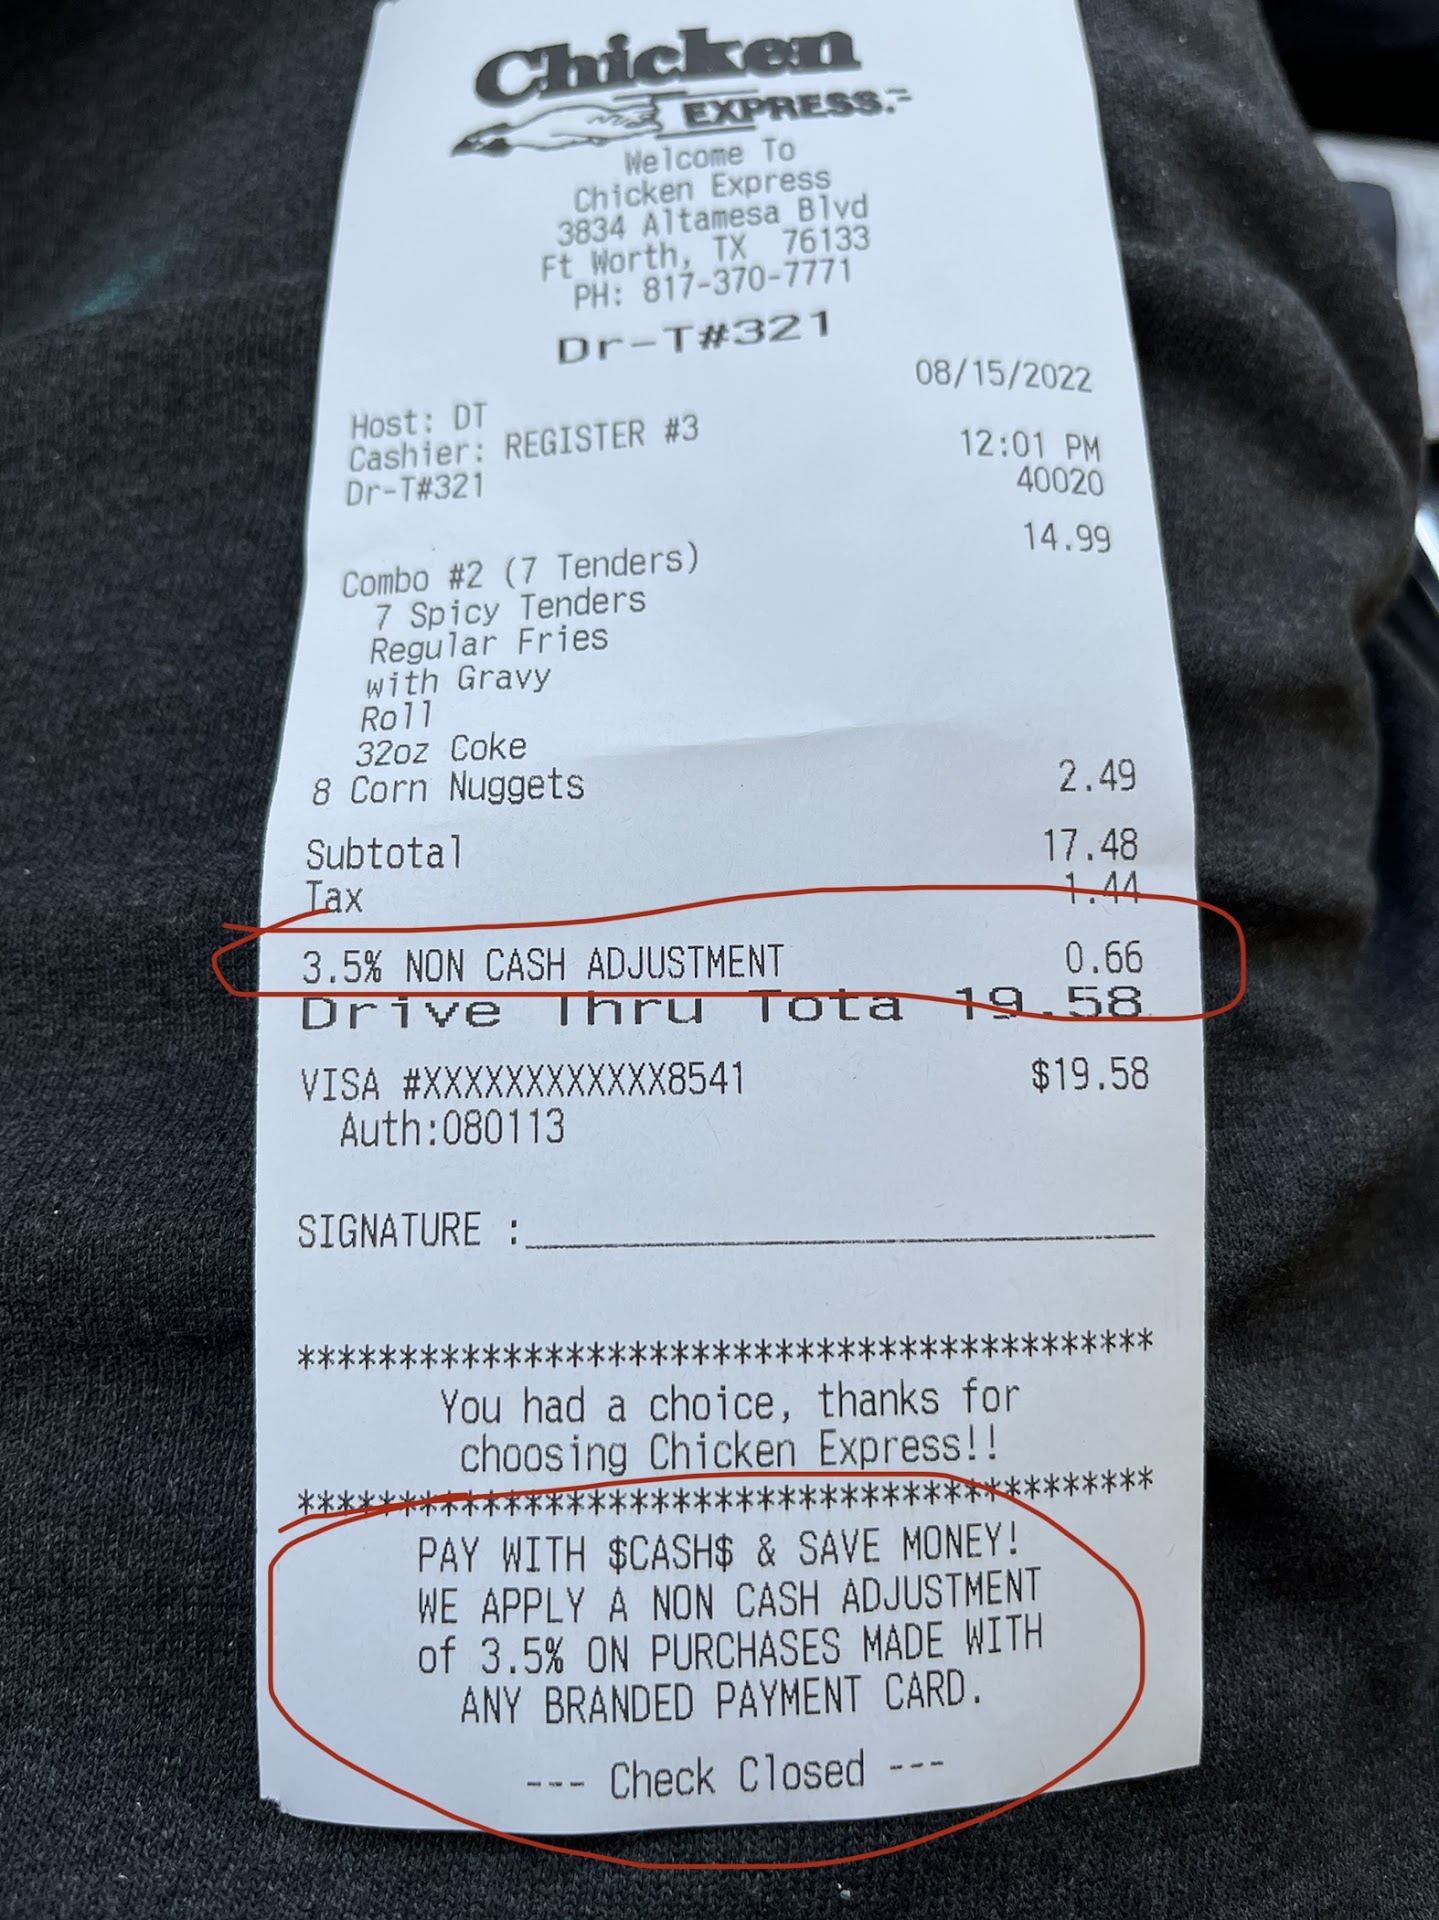 Chicken
EXPRESS.
Welcome To
Chicken Express
3834 Altamesa Blvd
Ft Worth, TX 76133
PH: 817-370-7771
Dr-T#321
08/15/2022
Host: DT
Cashier: REGISTER #3 12:01 PM
Dr-T#321 40020
Combo #2 (7 Tenders) 14.99
7 Spicy Tenders
Regular Fries
with Gravy
Roll
32oz Coke
8 Corn Nuggets 2.49
Subtotal 17.48
Tax 1.44
3.5% NON CASH ADJUSTMENT 0.66
Drive Thru Tota 19.58
VISA #XXXXXXXXXXXX8541 $19.58
Auth:080113
SIGNATURE :
******************************************
You had a choice, thanks for
choosing Chicken Express!!
******************************************
PAY WITH $CASH$ & SAVE MONEY!
WE APPLY A NON CASH ADJUSTMENT
of 3.5% ON PURCHASES MADE WITH
ANY BRANDED PAYMENT CARD.
--- Check Closed ---